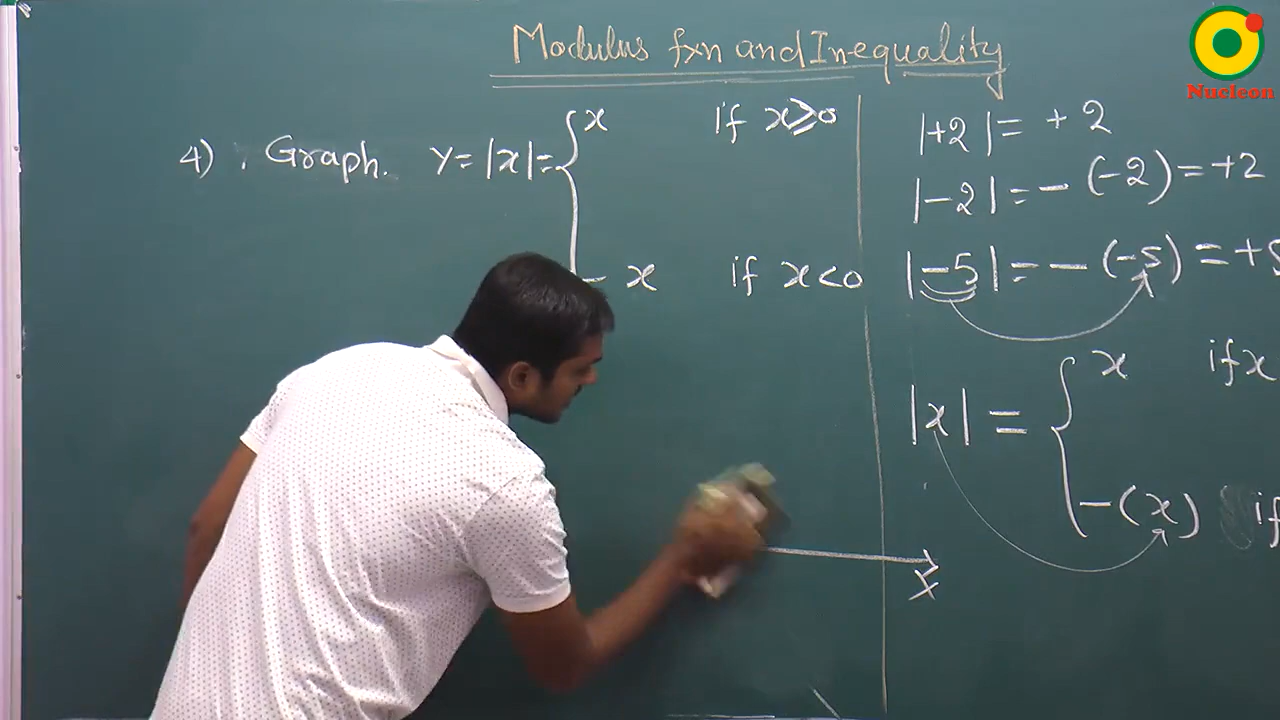 Modulus fxn and Inequality
Nucleon
4) . Graph. y = |x| = { x if x ≥ 0
- x if x < 0
|+2| = + 2
|-2| = - (-2) = +2
|-5| = - (-5) = +5
|x| = { x if x
-(x) if
X